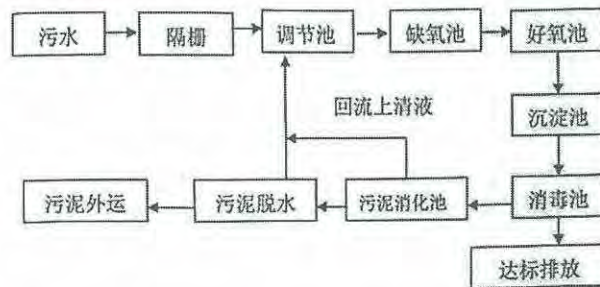 污水
隔栅
调节池
缺氧池
好氧池
回流上清液
沉淀池
污泥外运
污泥脱水
污泥消化池
消毒池
达标排放